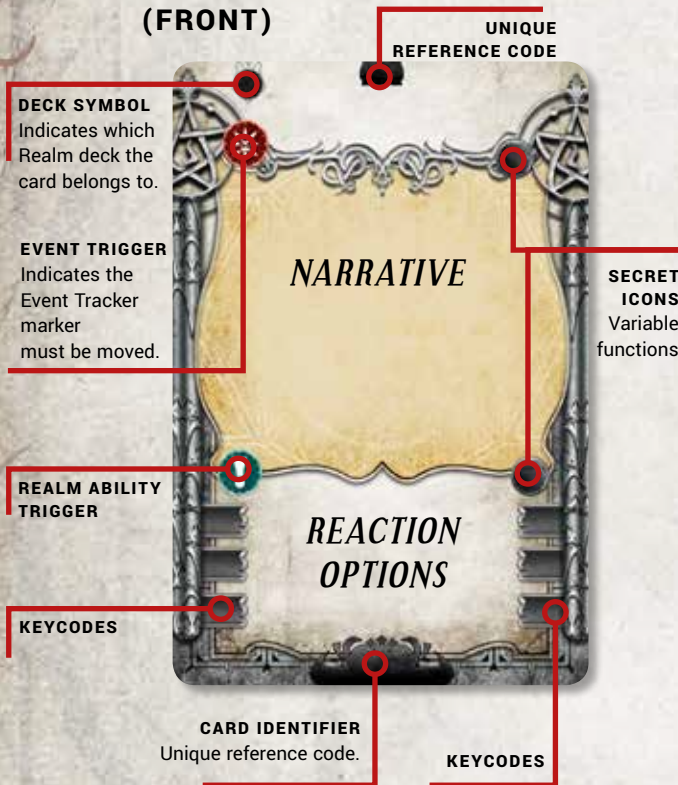 (FRONT)
UNIQUE
REFERENCE CODE
DECK SYMBOL
Indicates which
Realm deck the
card belongs to.
EVENT TRIGGER
Indicates the
Event Tracker
marker
must be moved.
NARRATIVE
SECRET
ICONS
Variable
functions
REALM ABILITY
TRIGGER
REACTION
OPTIONS
KEYCODES
CARD IDENTIFIER
Unique reference code.
KEYCODES